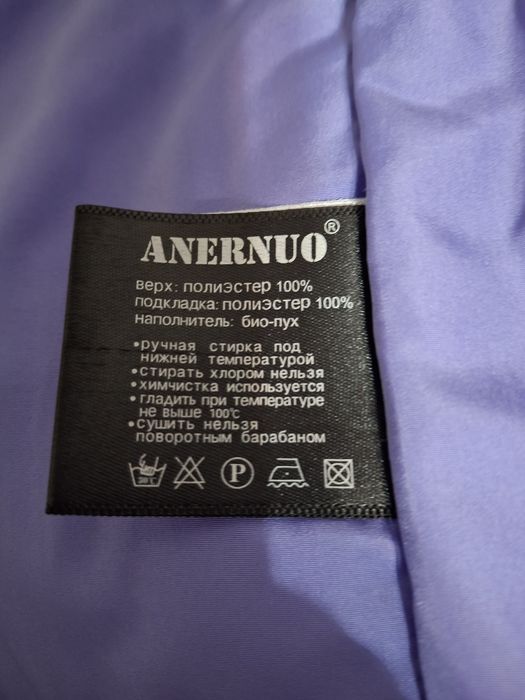 ANERNUO®
верх: полиэстер 100%
подкладка: полиэстер 100%
наполнитель: био-пух
•ручная стирка под
нижней температурой
•стирать хлором нельзя
•химчистка используется
•гладить при температуре
не выше 100°c
•сушить нельзя
поворотным барабаном
30°C P